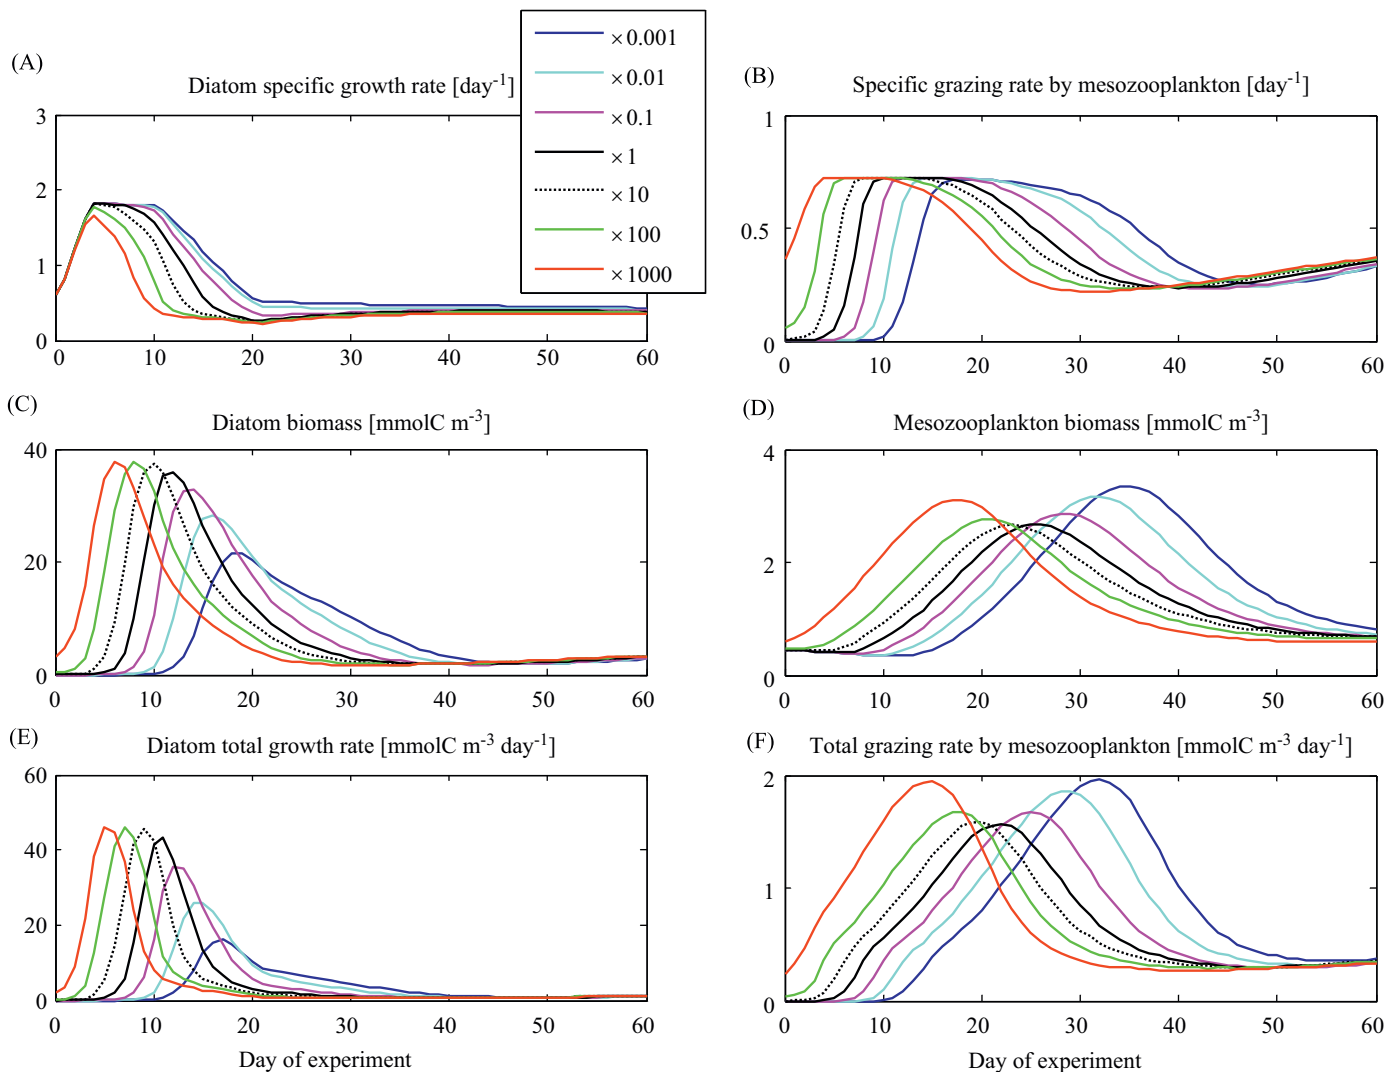 (A)
Diatom specific growth rate [day⁻¹]
3
2
1
0
0 10 20 30 40 50 60
×0.001
×0.01
×0.1
×1
×10
×100
×1000
(B)
Specific grazing rate by mesozooplankton [day⁻¹]
1
0.5
0
0 10 20 30 40 50 60
(C)
Diatom biomass [mmolC m⁻³]
40
20
0
0 10 20 30 40 50 60
(D)
Mesozooplankton biomass [mmolC m⁻³]
4
2
0
0 10 20 30 40 50 60
(E)
Diatom total growth rate [mmolC m⁻³ day⁻¹]
60
40
20
0
0 10 20 30 40 50 60
Day of experiment
(F)
Total grazing rate by mesozooplankton [mmolC m⁻³ day⁻¹]
2
1
0
0 10 20 30 40 50 60
Day of experiment